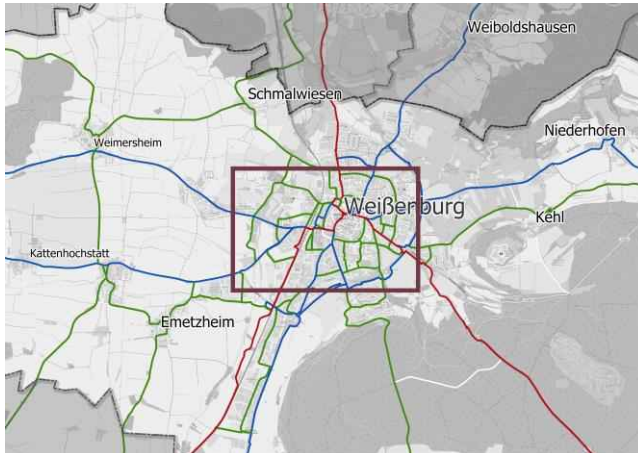 Weiboldshausen
Schmalwiesen
Niederhofen
Weimersheim
Weißenburg
Kehl
Kattenhochstatt
Emetzheim